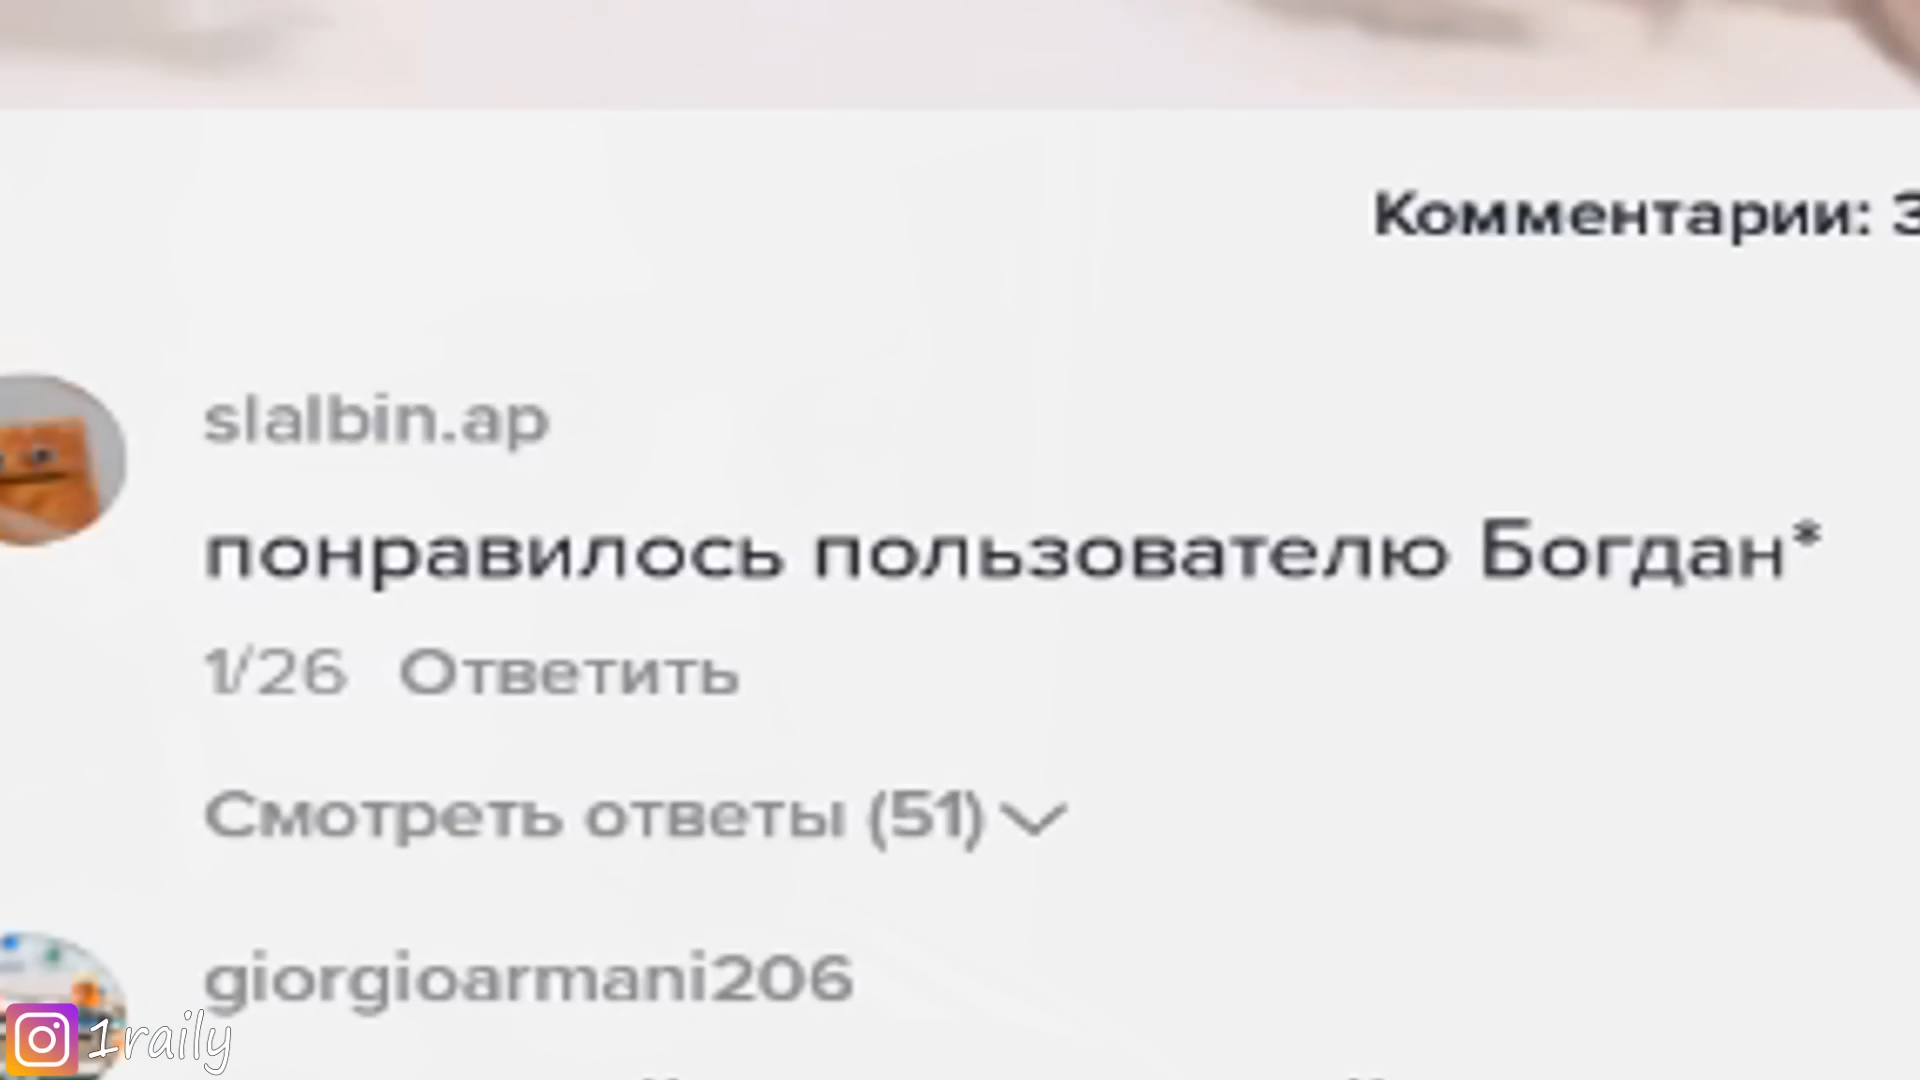 Комментарии: 3
slalbin.ap
понравилось пользователю Богдан*
1/26 Ответить
Смотреть ответы (51)
giorgioarmani206
1raily